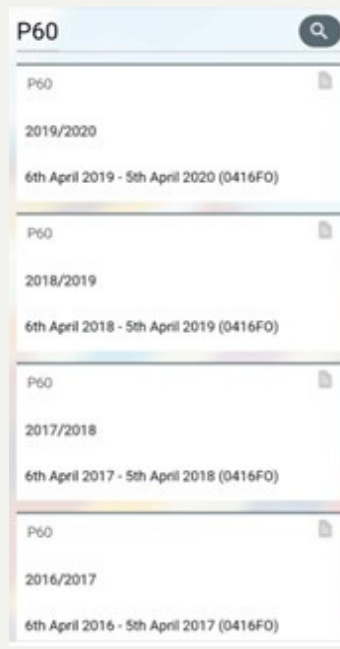 P60
P60
2019/2020
6th April 2019 - 5th April 2020 (0416FO)
P60
2018/2019
6th April 2018 - 5th April 2019 (0416FO)
P60
2017/2018
6th April 2017 - 5th April 2018 (0416FO)
P60
2016/2017
6th April 2016 - 5th April 2017 (0416FO)